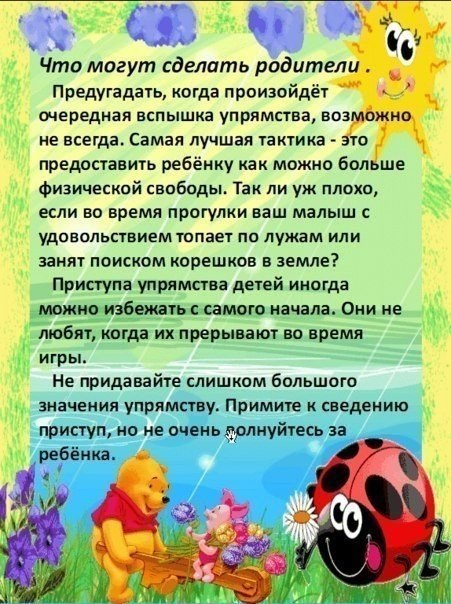 Что могут сделать родители .
Предугадать, когда произойдёт
очередная вспышка упрямства, возможно
не всегда. Самая лучшая тактика - это
предоставить ребёнку как можно больше
физической свободы. Так ли уж плохо,
если во время прогулки ваш малыш с
удовольствием топает по лужам или
занят поиском корешков в земле?
Приступа упрямства детей иногда
можно избежать с самого начала. Они не
любят, когда их прерывают во время
игры.
Не придавайте слишком большого
значения упрямству. Примите к сведению
приступ, но не очень волнуйтесь за
ребёнка.